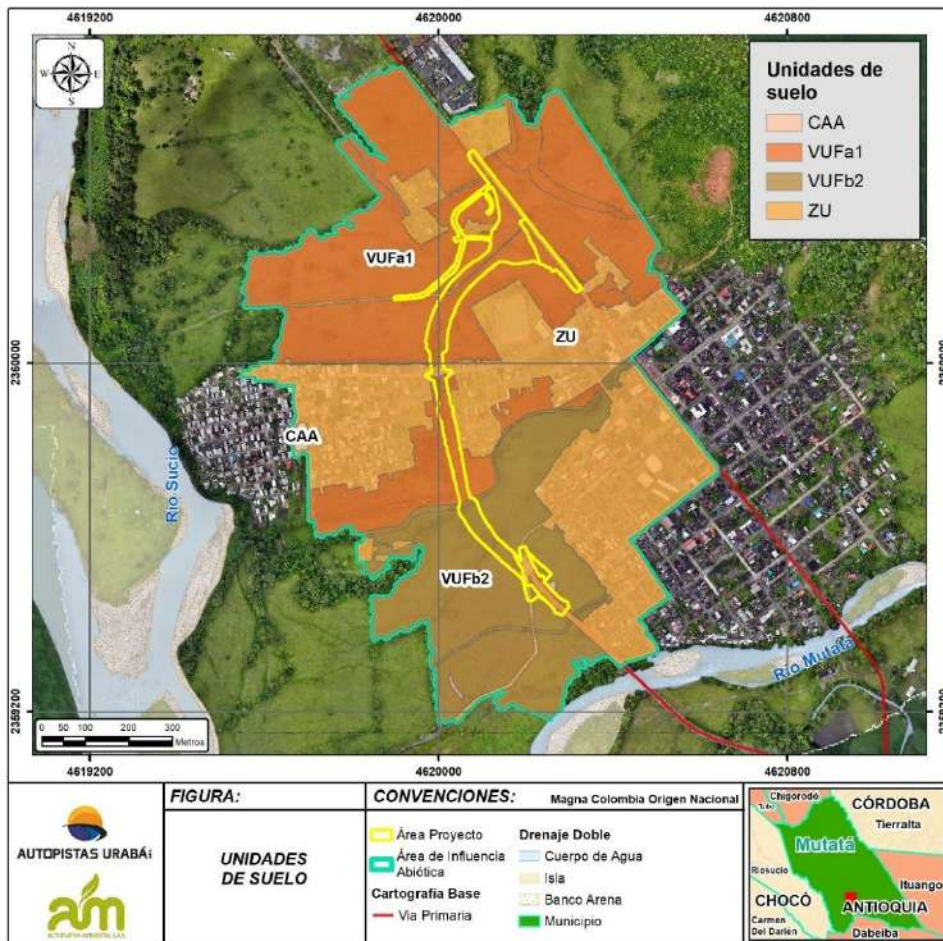 4619200
4620000
4620800
N
W
E
S
Unidades de
suelo
CAA
VUFa1
VUFb2
ZU
VUFa1
ZU
2360000
CAA
Río Sucio
VUFb2
Río Mutatá
2359200
0 50 100 200 300
Metros
4619200
4620000
4620800
AUTOPISTAS URABÁ
am
FIGURA:
UNIDADES
DE SUELO
CONVENCIONES:
Magna Colombia Origen Nacional
Área Proyecto
Área de Influencia
Abiótica
Cartografía Base
Via Primaria
Drenaje Doble
Cuerpo de Agua
Isla
Banco Arena
Municipio
Chigorodó
CÓRDOBA
Tierralta
Mutatá
Riosucio
Ituango
CHOCÓ
ANTIOQUIA
Carmen
Del Darién
Dabeiba